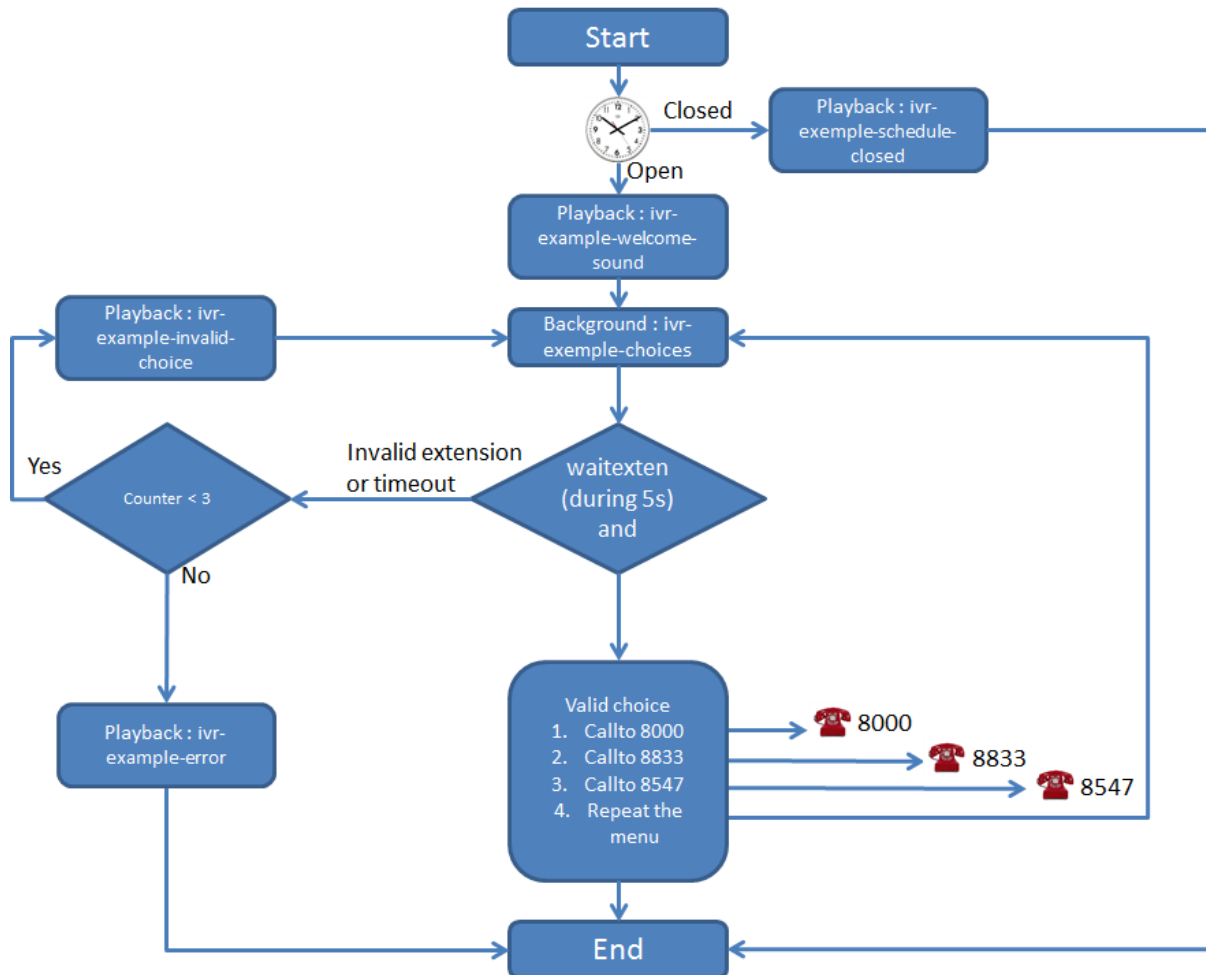 Start
Closed
Playback : ivr-
exemple-schedule-
closed
Open
Playback : ivr-
example-welcome-
sound
Playback : ivr-
example-invalid-
choice
Background : ivr-
exemple-choices
Yes
Counter < 3
Invalid extension
or timeout
waitexten
(during 5s)
and
No
Playback : ivr-
example-error
Valid choice
1. Callto 8000
2. Callto 8833
3. Callto 8547
4. Repeat the
menu
8000
8833
8547
End